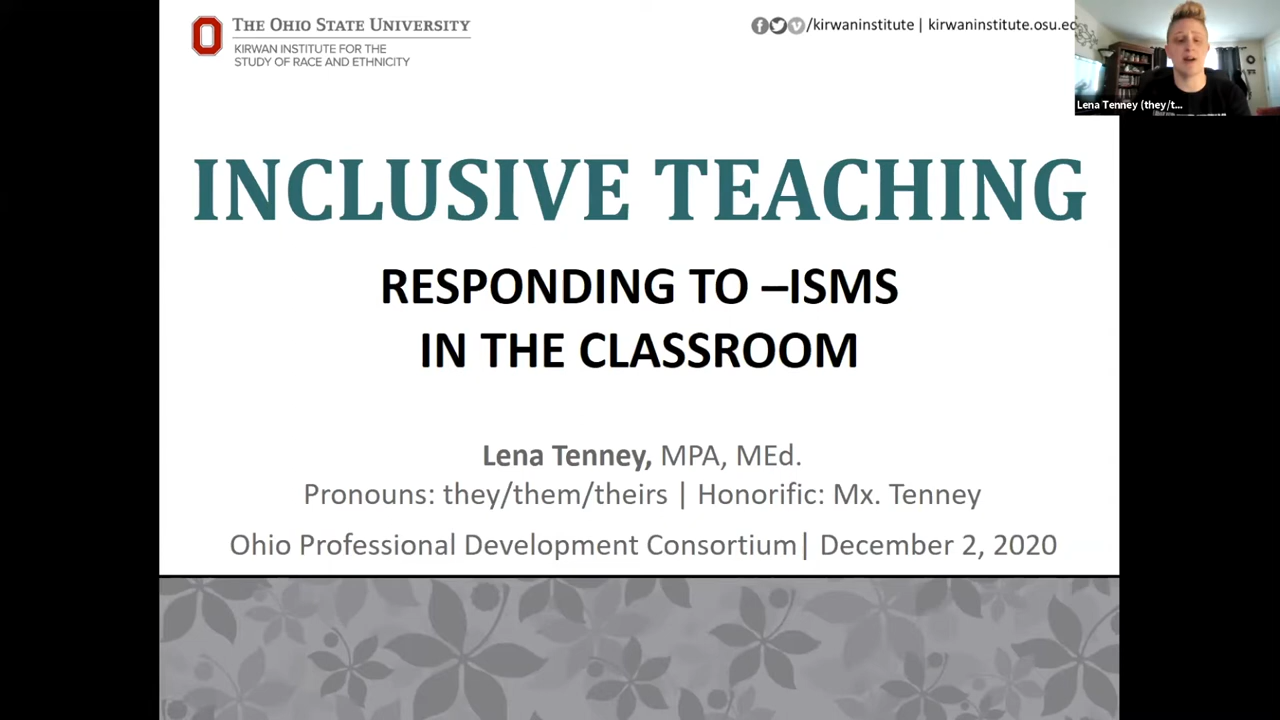 THE OHIO STATE UNIVERSITY
KIRWAN INSTITUTE FOR THE
STUDY OF RACE AND ETHNICITY
/kirwaninstitute | kirwaninstitute.osu.ed
Lena Tenney (they/t...
INCLUSIVE TEACHING
RESPONDING TO –ISMS
IN THE CLASSROOM
Lena Tenney, MPA, MEd.
Pronouns: they/them/theirs | Honorific: Mx. Tenney
Ohio Professional Development Consortium| December 2, 2020